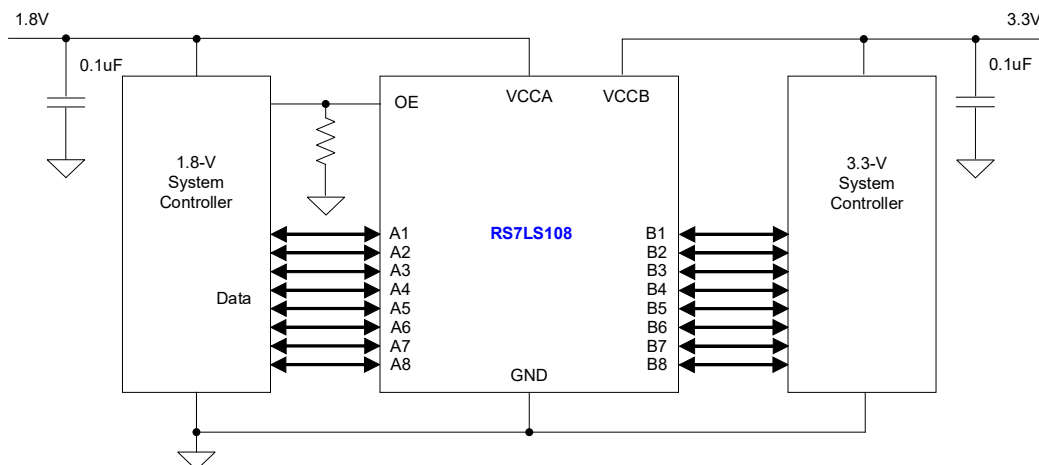 1.8V
3.3V
0.1uF
0.1uF
OE
VCCA
VCCB
1.8-V
System
Controller
3.3-V
System
Controller
RS7LS108
A1
A2
A3
A4
A5
A6
A7
A8
Data
B1
B2
B3
B4
B5
B6
B7
B8
GND